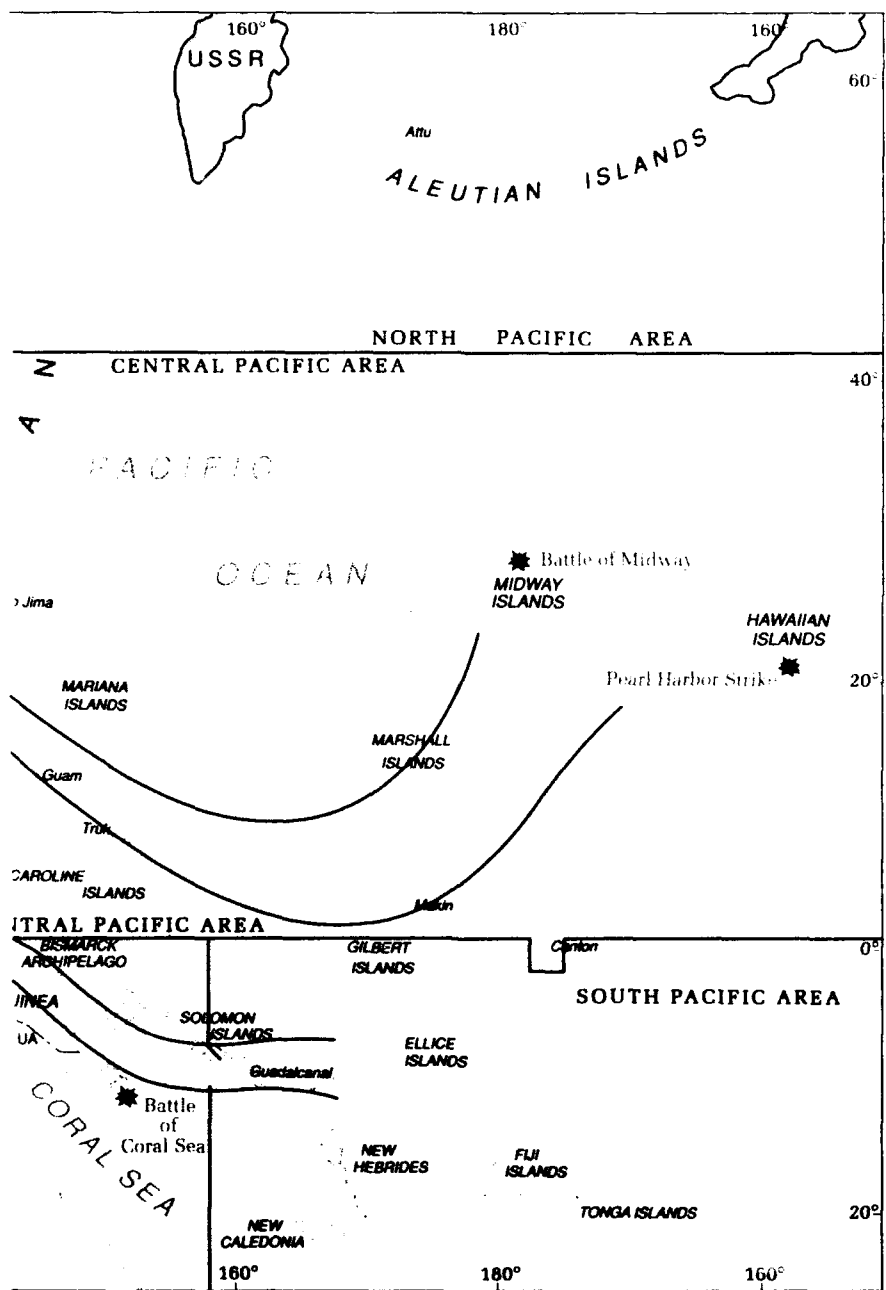 160° 180° 160°
USSR
60°
Attu
ALEUTIAN ISLANDS
NORTH PACIFIC AREA
CENTRAL PACIFIC AREA
A N
40°
PACIFIC
OCEAN
Battle of Midway
MIDWAY
ISLANDS
Jima
HAWAIIAN
ISLANDS
Pearl Harbor Strike
20°
MARIANA
ISLANDS
MARSHALL
ISLANDS
Guam
Truk
CAROLINE
ISLANDS
Makin
NTRAL PACIFIC AREA
BISMARCK
ARCHIPELAGO
GILBERT
ISLANDS
Canton
0°
INEA
SOUTH PACIFIC AREA
SOLOMON
ISLANDS
UA
ELLICE
ISLANDS
Guadalcanal
CORAL SEA
Battle
of
Coral Sea
NEW
HEBRIDES
FIJI
ISLANDS
TONGA ISLANDS
20°
NEW
CALEDONIA
160° 180° 160°